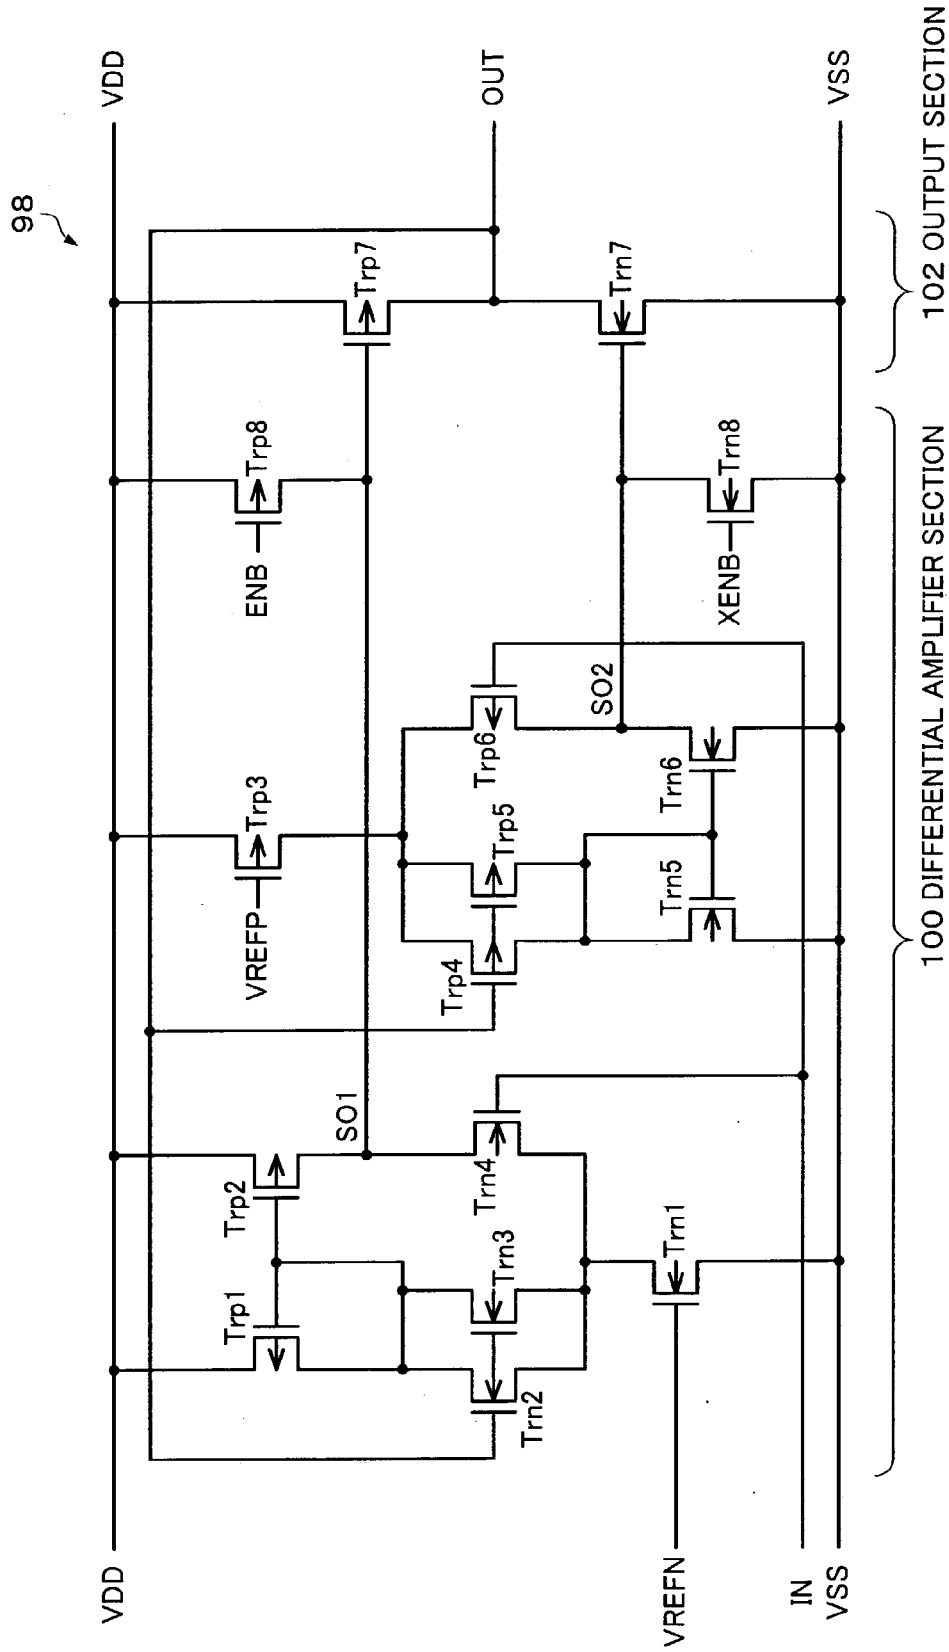 98
VDD
VDD
Trp1
Trp2
VREFP
Trp3
ENB
Trp8
SO1
Trp7
Trn2
Trn3
Trn4
Trp4
Trp5
Trp6
SO2
OUT
VREFN
Trn1
Trn5
Trn6
XENB
Trn8
Trn7
IN
VSS
VSS
100 DIFFERENTIAL AMPLIFIER SECTION
102 OUTPUT SECTION